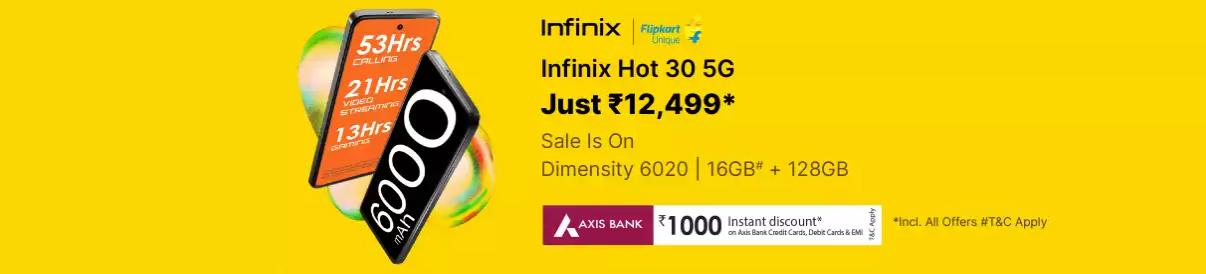 53Hrs
CALLING
21Hrs
VIDEO
STREAMING
13Hrs
GAMING
6000
mAh
Infinix
Flipkart
Unique
Infinix Hot 30 5G
Just ₹12,499*
Sale Is On
Dimensity 6020 | 16GB# + 128GB
AXIS BANK
₹1000 Instant discount*
on Axis Bank Credit Cards, Debit Cards & EMI
T&C Apply
*Incl. All Offers #T&C Apply